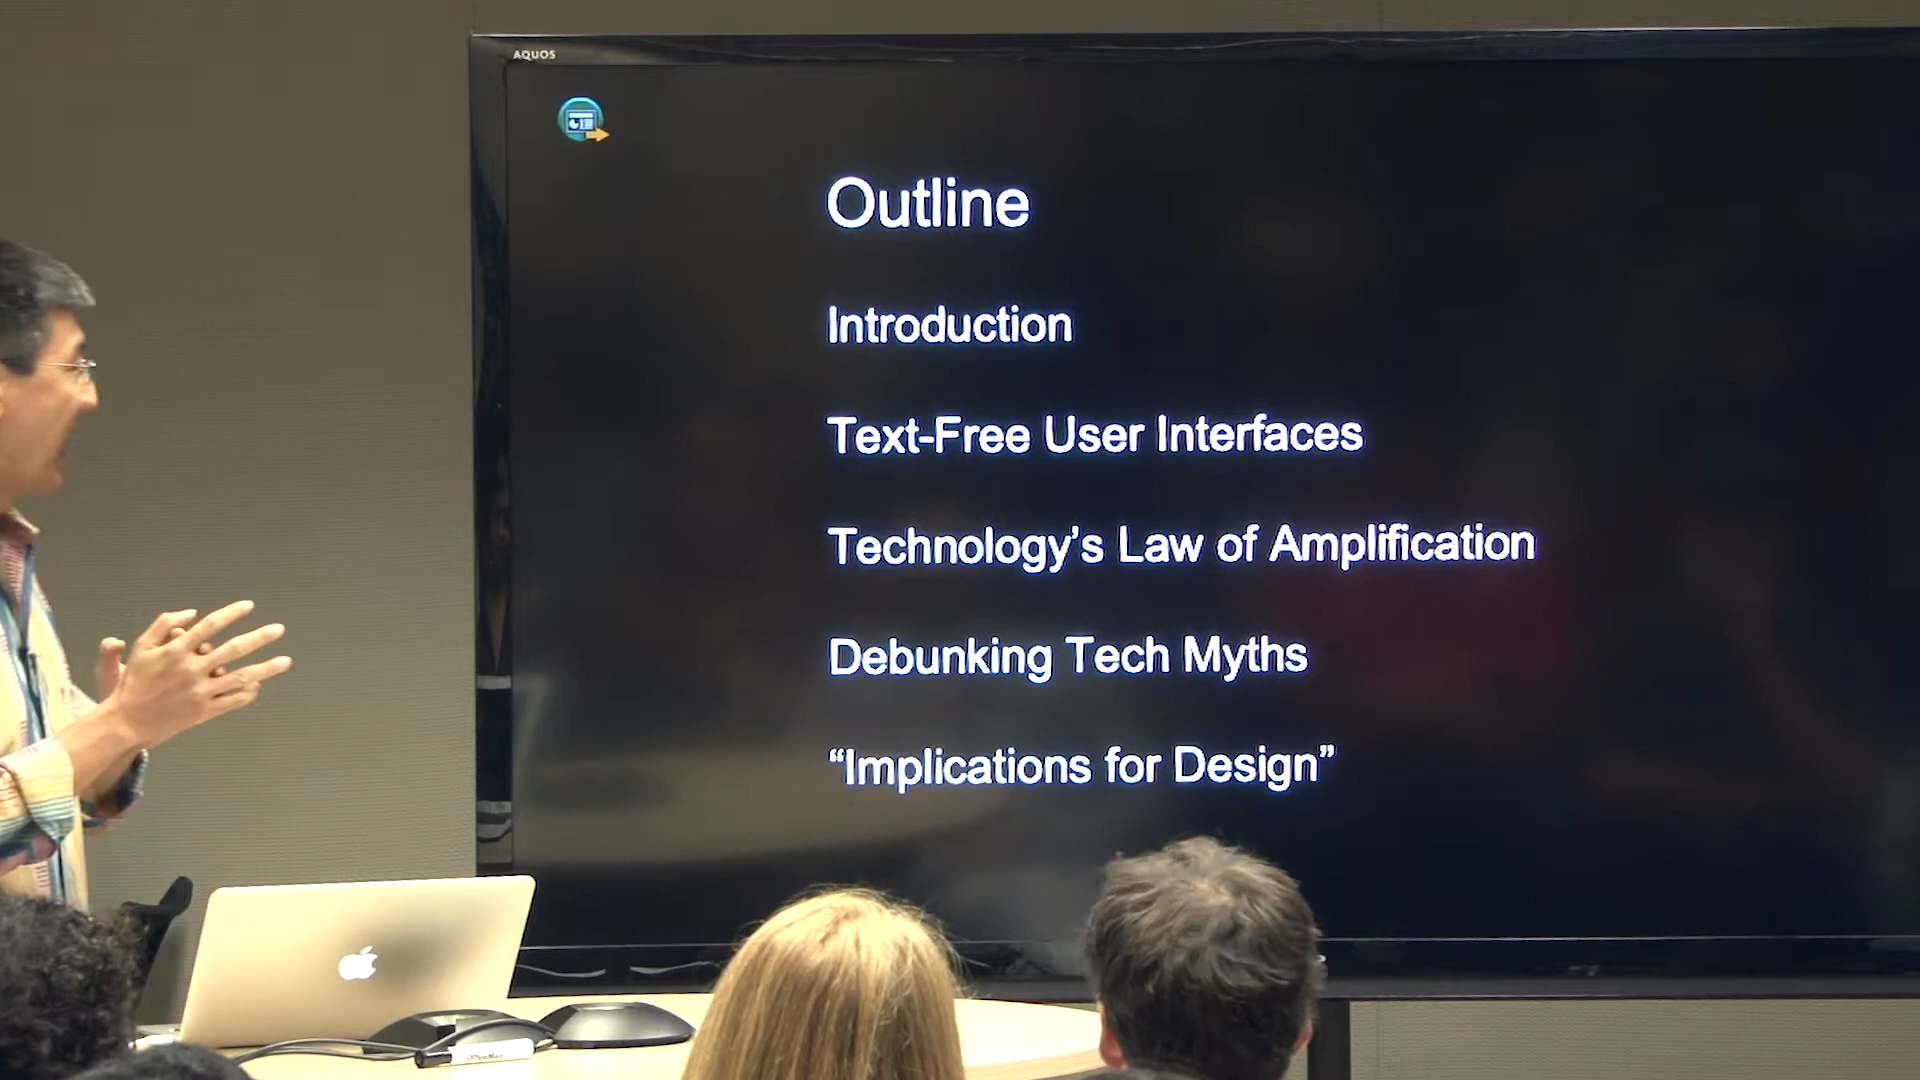 AQUOS
Outline
Introduction
Text-Free User Interfaces
Technology’s Law of Amplification
Debunking Tech Myths
“Implications for Design”